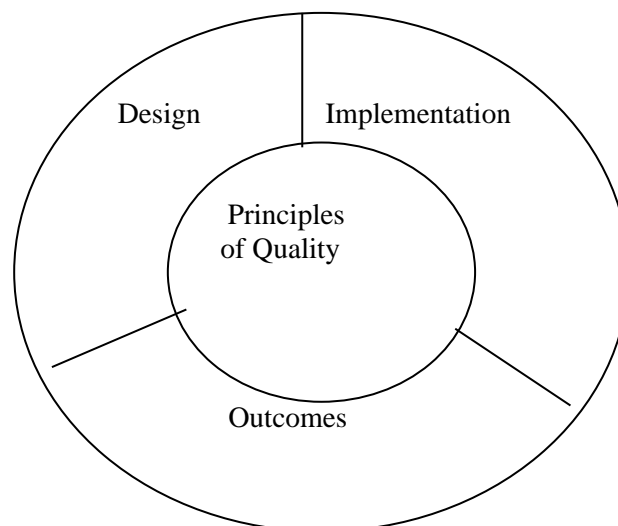 Design
Implementation
Principles
of Quality
Outcomes